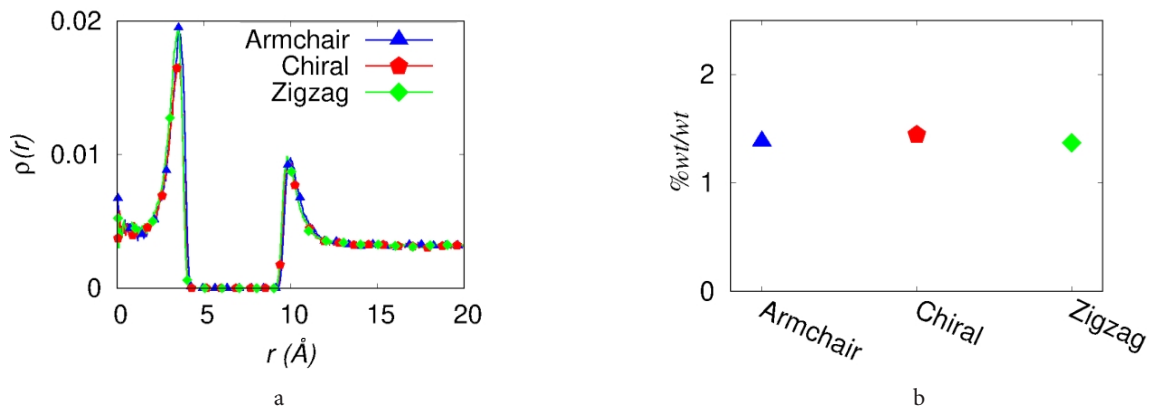 0.02
0.01
0
ρ(r)
Armchair
Chiral
Zigzag
0 5 10 15 20
r (Å)
a
2
1
0
%wt/wt
Armchair
Chiral
Zigzag
b